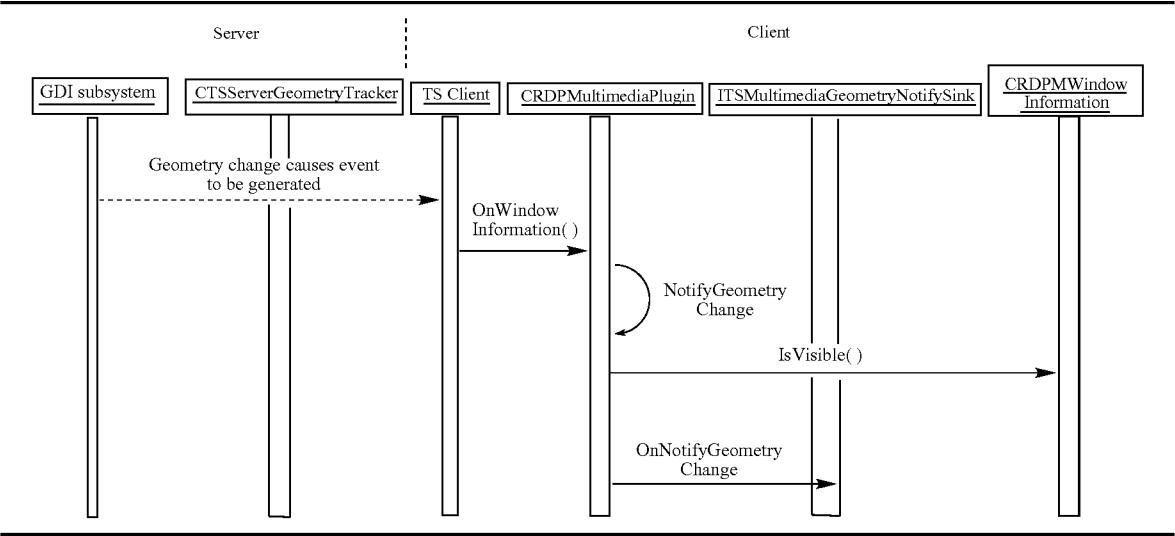 Server
Client
GDI subsystem
CTSServerGeometryTracker
TS Client
CRDPMultimediaPlugin
ITSMultimediaGeometryNotifySink
CRDPMWindow
Information
Geometry change causes event
to be generated
OnWindow
Information( )
NotifyGeometry
Change
IsVisible( )
OnNotifyGeometry
Change